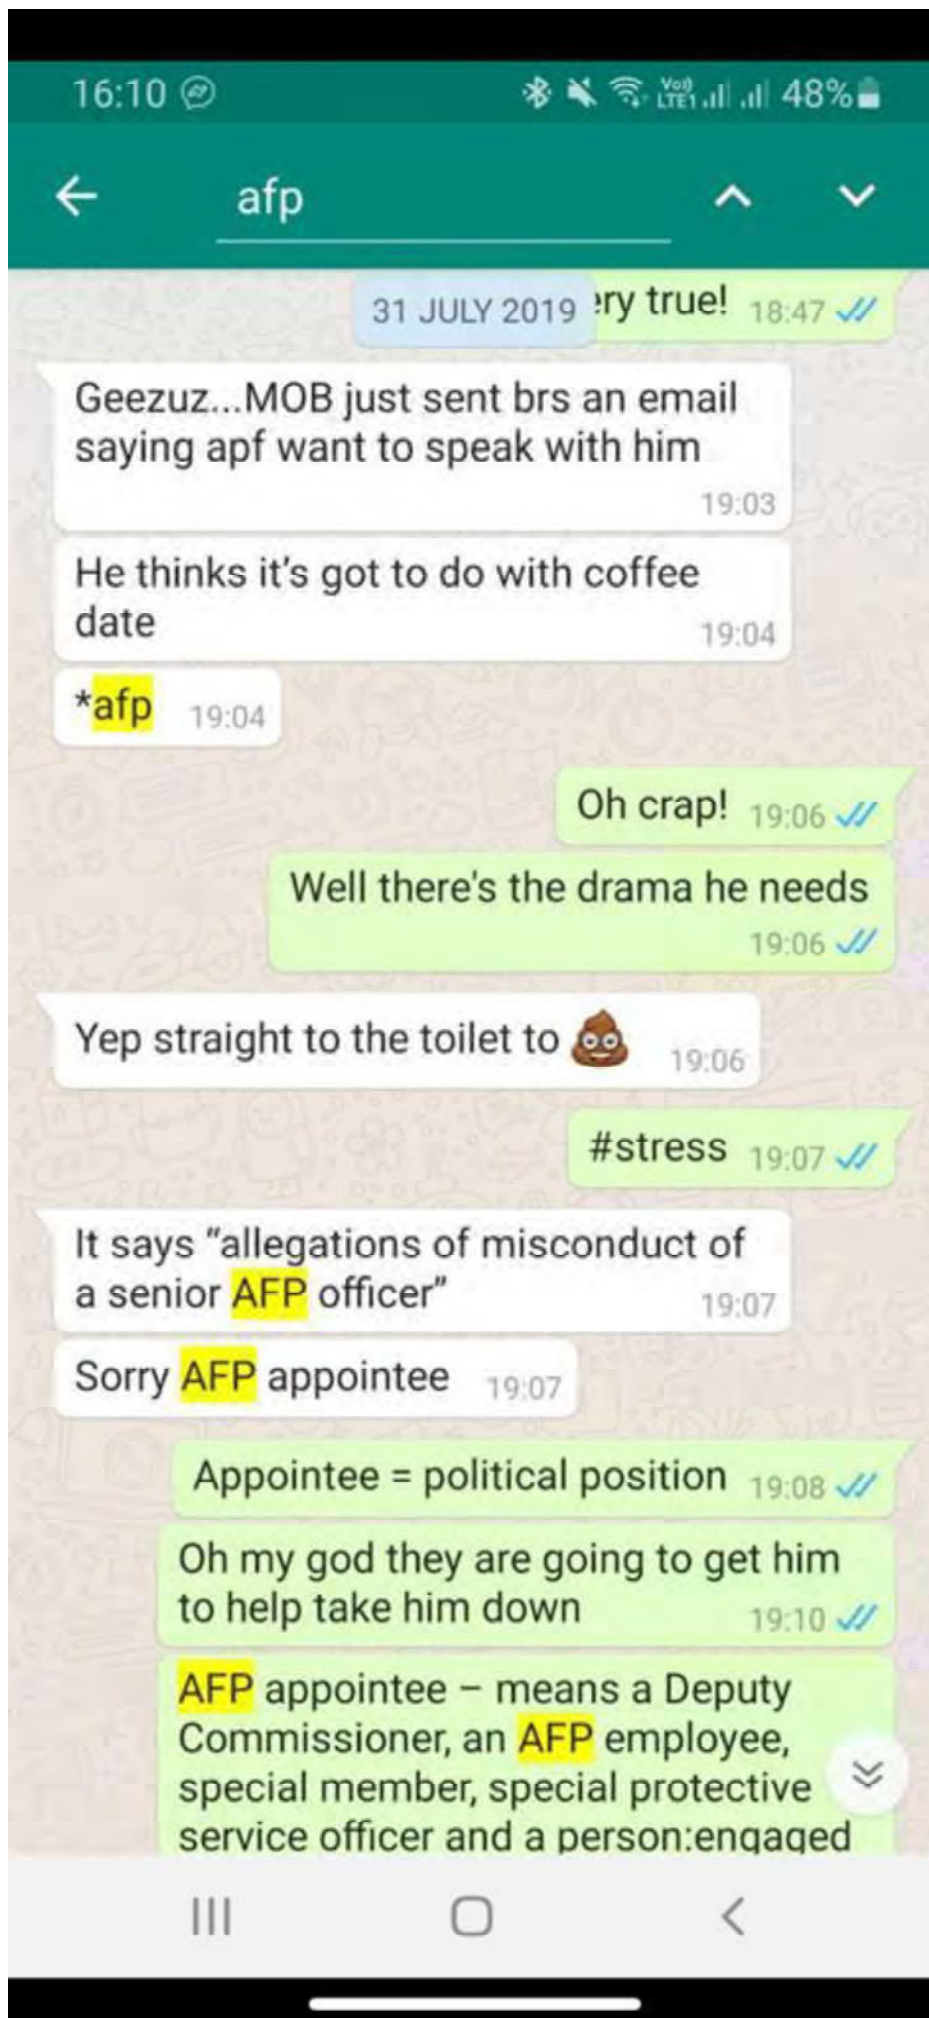 16:10 48%
afp
31 JULY 2019 ery true! 18:47
Geezuz...MOB just sent brs an email
saying apf want to speak with him
19:03
He thinks it's got to do with coffee
date 19:04
*afp 19:04
Oh crap! 19:06
Well there's the drama he needs
19:06
Yep straight to the toilet to 💩 19:06
#stress 19:07
It says "allegations of misconduct of
a senior AFP officer" 19:07
Sorry AFP appointee 19:07
Appointee = political position 19:08
Oh my god they are going to get him
to help take him down 19:10
AFP appointee – means a Deputy
Commissioner, an AFP employee,
special member, special protective
service officer and a person:engaged